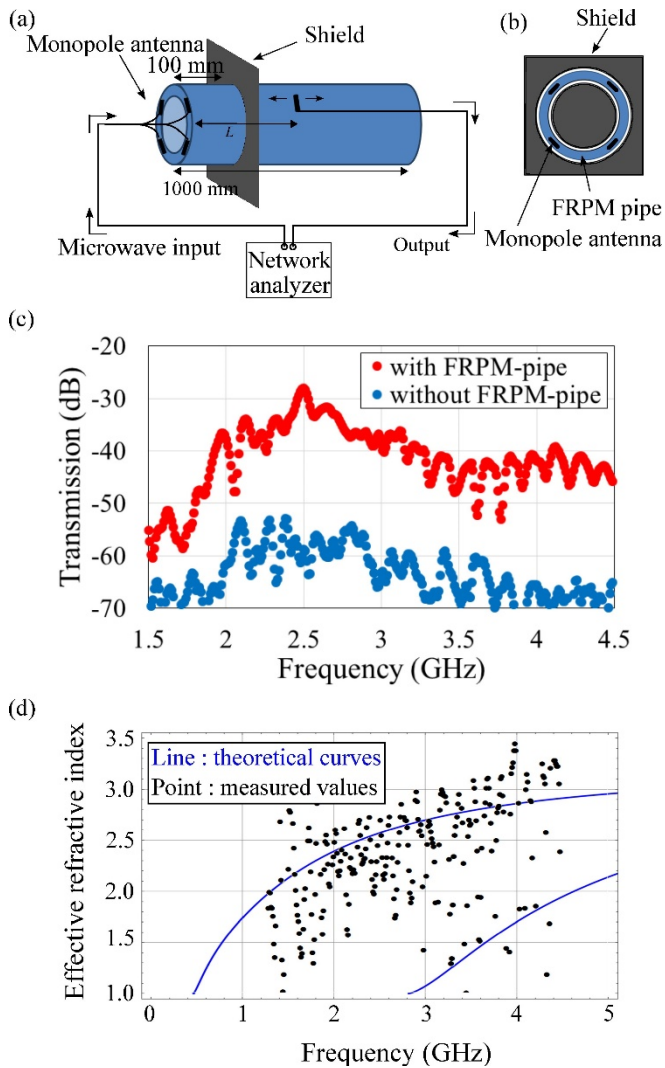 (a)
Shield
Monopole antenna
100 mm
L
1000 mm
Microwave input
Output
Network
analyzer
(b)
Shield
FRPM pipe
Monopole antenna
(c)
-20
-30
-40
-50
-60
-70
Transmission (dB)
with FRPM-pipe
without FRPM-pipe
1.5 2 2.5 3 3.5 4 4.5
Frequency (GHz)
(d)
3.5
3.0
2.5
2.0
1.5
1.0
Effective refractive index
Line : theoretical curves
Point : measured values
0 1 2 3 4 5
Frequency (GHz)